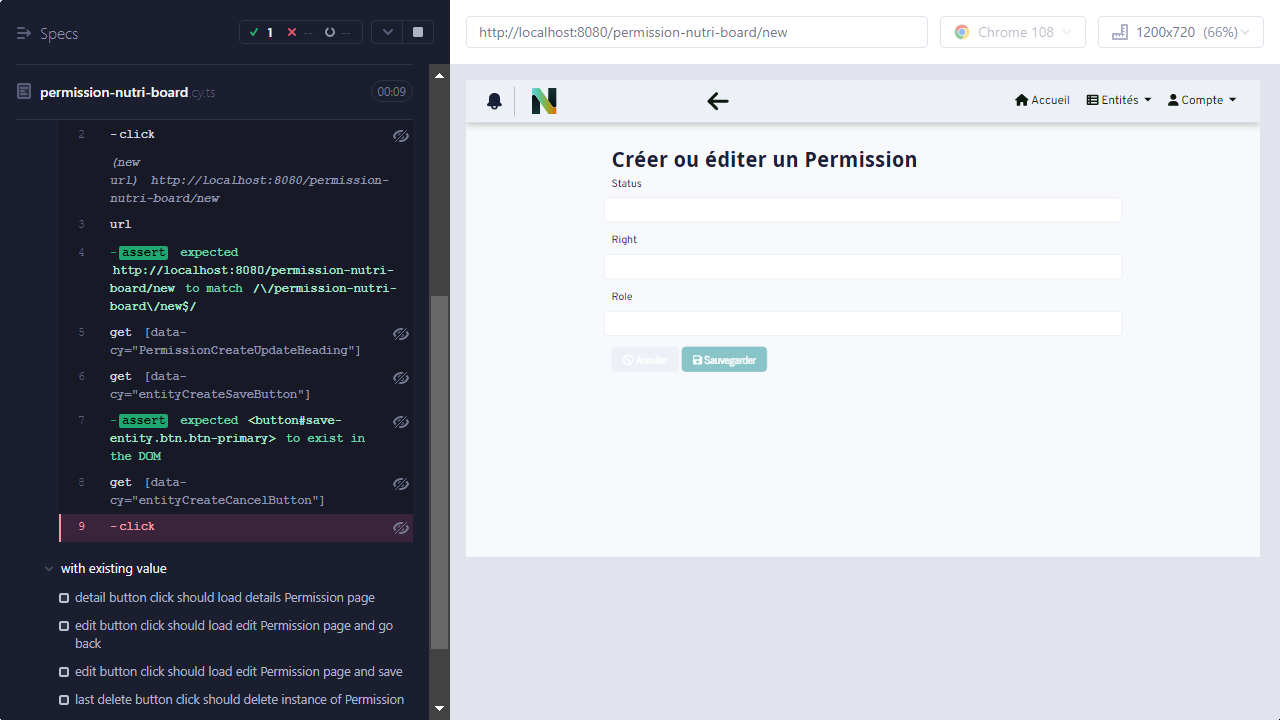 Specs
1
--
--
permission-nutri-board.cy.ts
00:09
2 -click
(new
url) http://localhost:8080/permission-
nutri-board/new
3 url
4 -assert expected
http://localhost:8080/permission-nutri-
board/new to match /\/permission-nutri-
board\/new$/
5 get [data-
cy="PermissionCreateUpdateHeading"]
6 get [data-
cy="entityCreateSaveButton"]
7 -assert expected <button#save-
entity.btn.btn-primary> to exist in
the DOM
8 get [data-
cy="entityCreateCancelButton"]
9 -click
with existing value
detail button click should load details Permission page
edit button click should load edit Permission page and go
back
edit button click should load edit Permission page and save
last delete button click should delete instance of Permission
http://localhost:8080/permission-nutri-board/new
Chrome 108
1200x720 (66%)
Accueil
Entités
Compte
Créer ou éditer un Permission
Status
Right
Role
Annuler
Sauvegarder